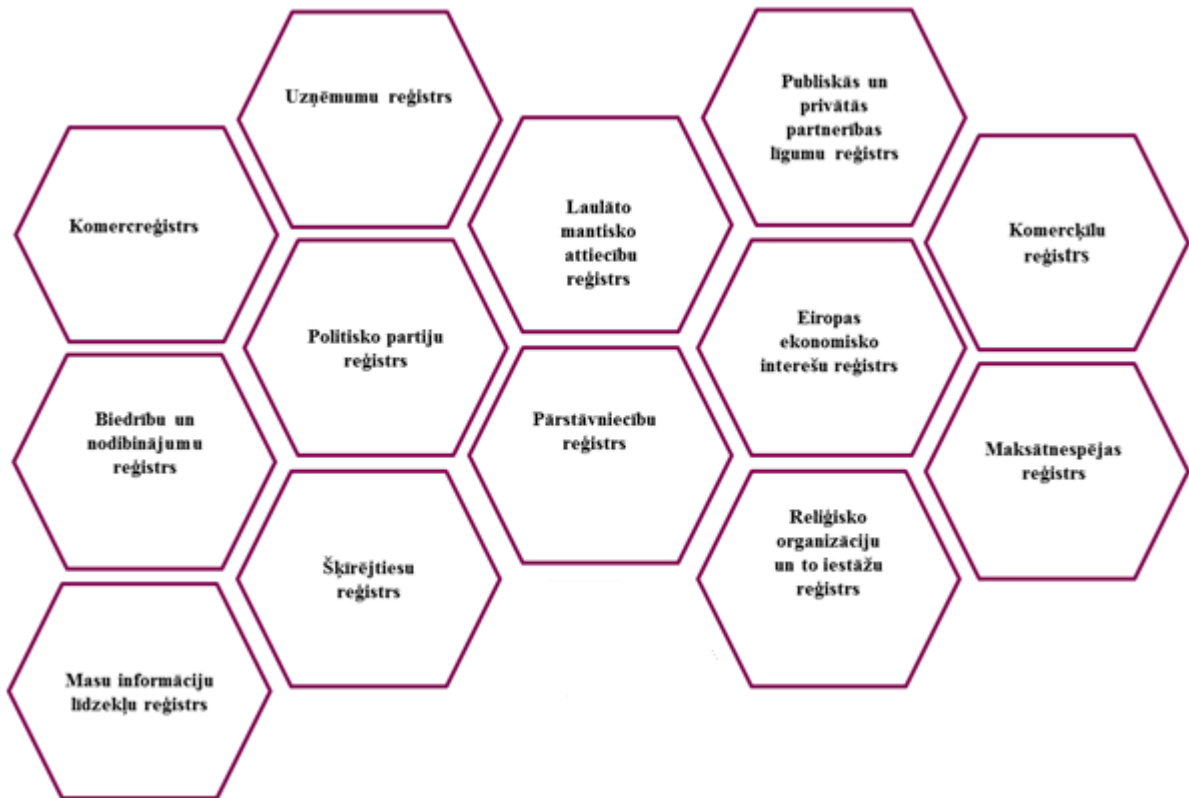 Uzņēmumu reģistrs
Publiskās un
privātās
partnerības
līgumu reģistrs
Komercreģistrs
Laulāto
mantisko
attiecību
reģistrs
Komercķīlu
reģistrs
Politisko partiju
reģistrs
Eiropas
ekonomisko
interešu reģistrs
Biedrību un
nodibinājumu
reģistrs
Pārstāvniecību
reģistrs
Maksātnespējas
reģistrs
Šķīrējtiesu
reģistrs
Reliģisko
organizāciju
un to iestāžu
reģistrs
Masu informāciju
līdzekļu reģistrs